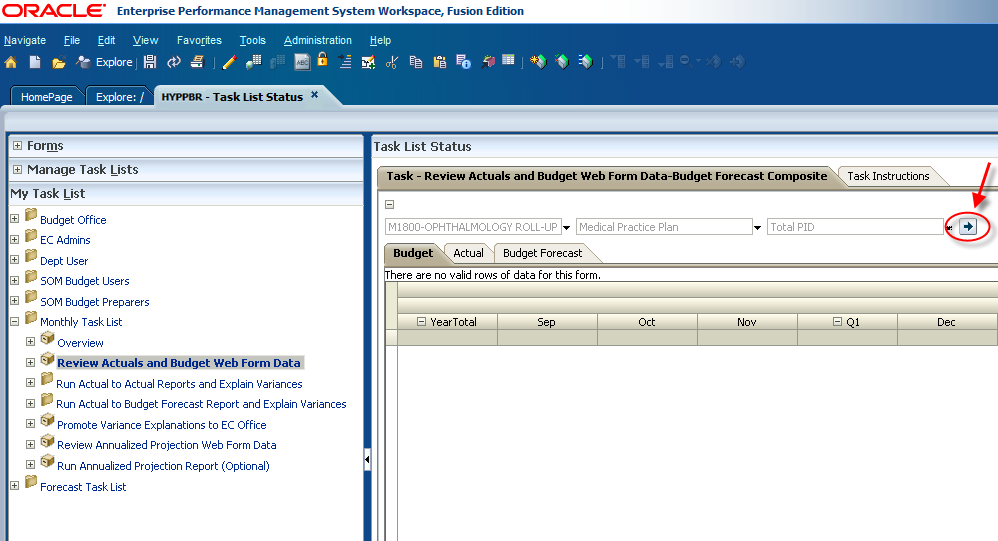 ORACLE® Enterprise Performance Management System Workspace, Fusion Edition
Navigate File Edit View Favorites Tools Administration Help
Explore ABC
HomePage Explore: / HYPPBR - Task List Status
Forms
Manage Task Lists
My Task List
Budget Office
EC Admins
Dept User
SOM Budget Users
SOM Budget Preparers
Monthly Task List
Overview
Review Actuals and Budget Web Form Data
Run Actual to Actual Reports and Explain Variances
Run Actual to Budget Forecast Report and Explain Variances
Promote Variance Explanations to EC Office
Review Annualized Projection Web Form Data
Run Annualized Projection Report (Optional)
Forecast Task List
Task List Status
Task - Review Actuals and Budget Web Form Data-Budget Forecast Composite Task Instructions
M1800-OPHTHALMOLOGY ROLL-UP Medical Practice Plan Total PID
Budget Actual Budget Forecast
There are no valid rows of data for this form.
YearTotal Sep Oct Nov Q1 Dec